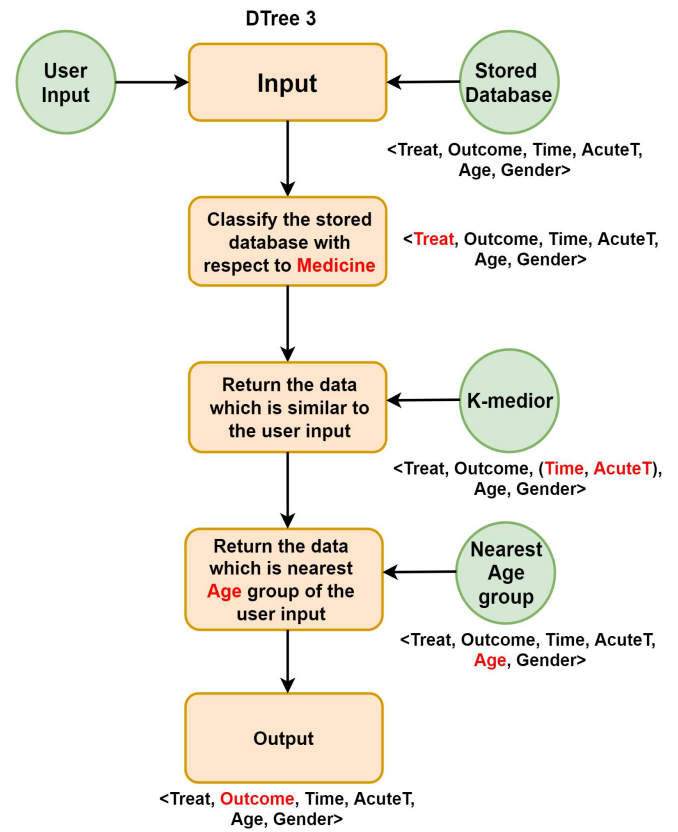 DTree 3
User
Input
Input
Stored
Database
<Treat, Outcome, Time, AcuteT,
Age, Gender>
Classify the stored
database with
respect to Medicine
<Treat, Outcome, Time, AcuteT,
Age, Gender>
Return the data
which is similar to
the user input
K-medior
<Treat, Outcome, (Time, AcuteT),
Age, Gender>
Return the data
which is nearest
Age group of the
user input
Nearest
Age
group
<Treat, Outcome, Time, AcuteT,
Age, Gender>
Output
<Treat, Outcome, Time, AcuteT,
Age, Gender>